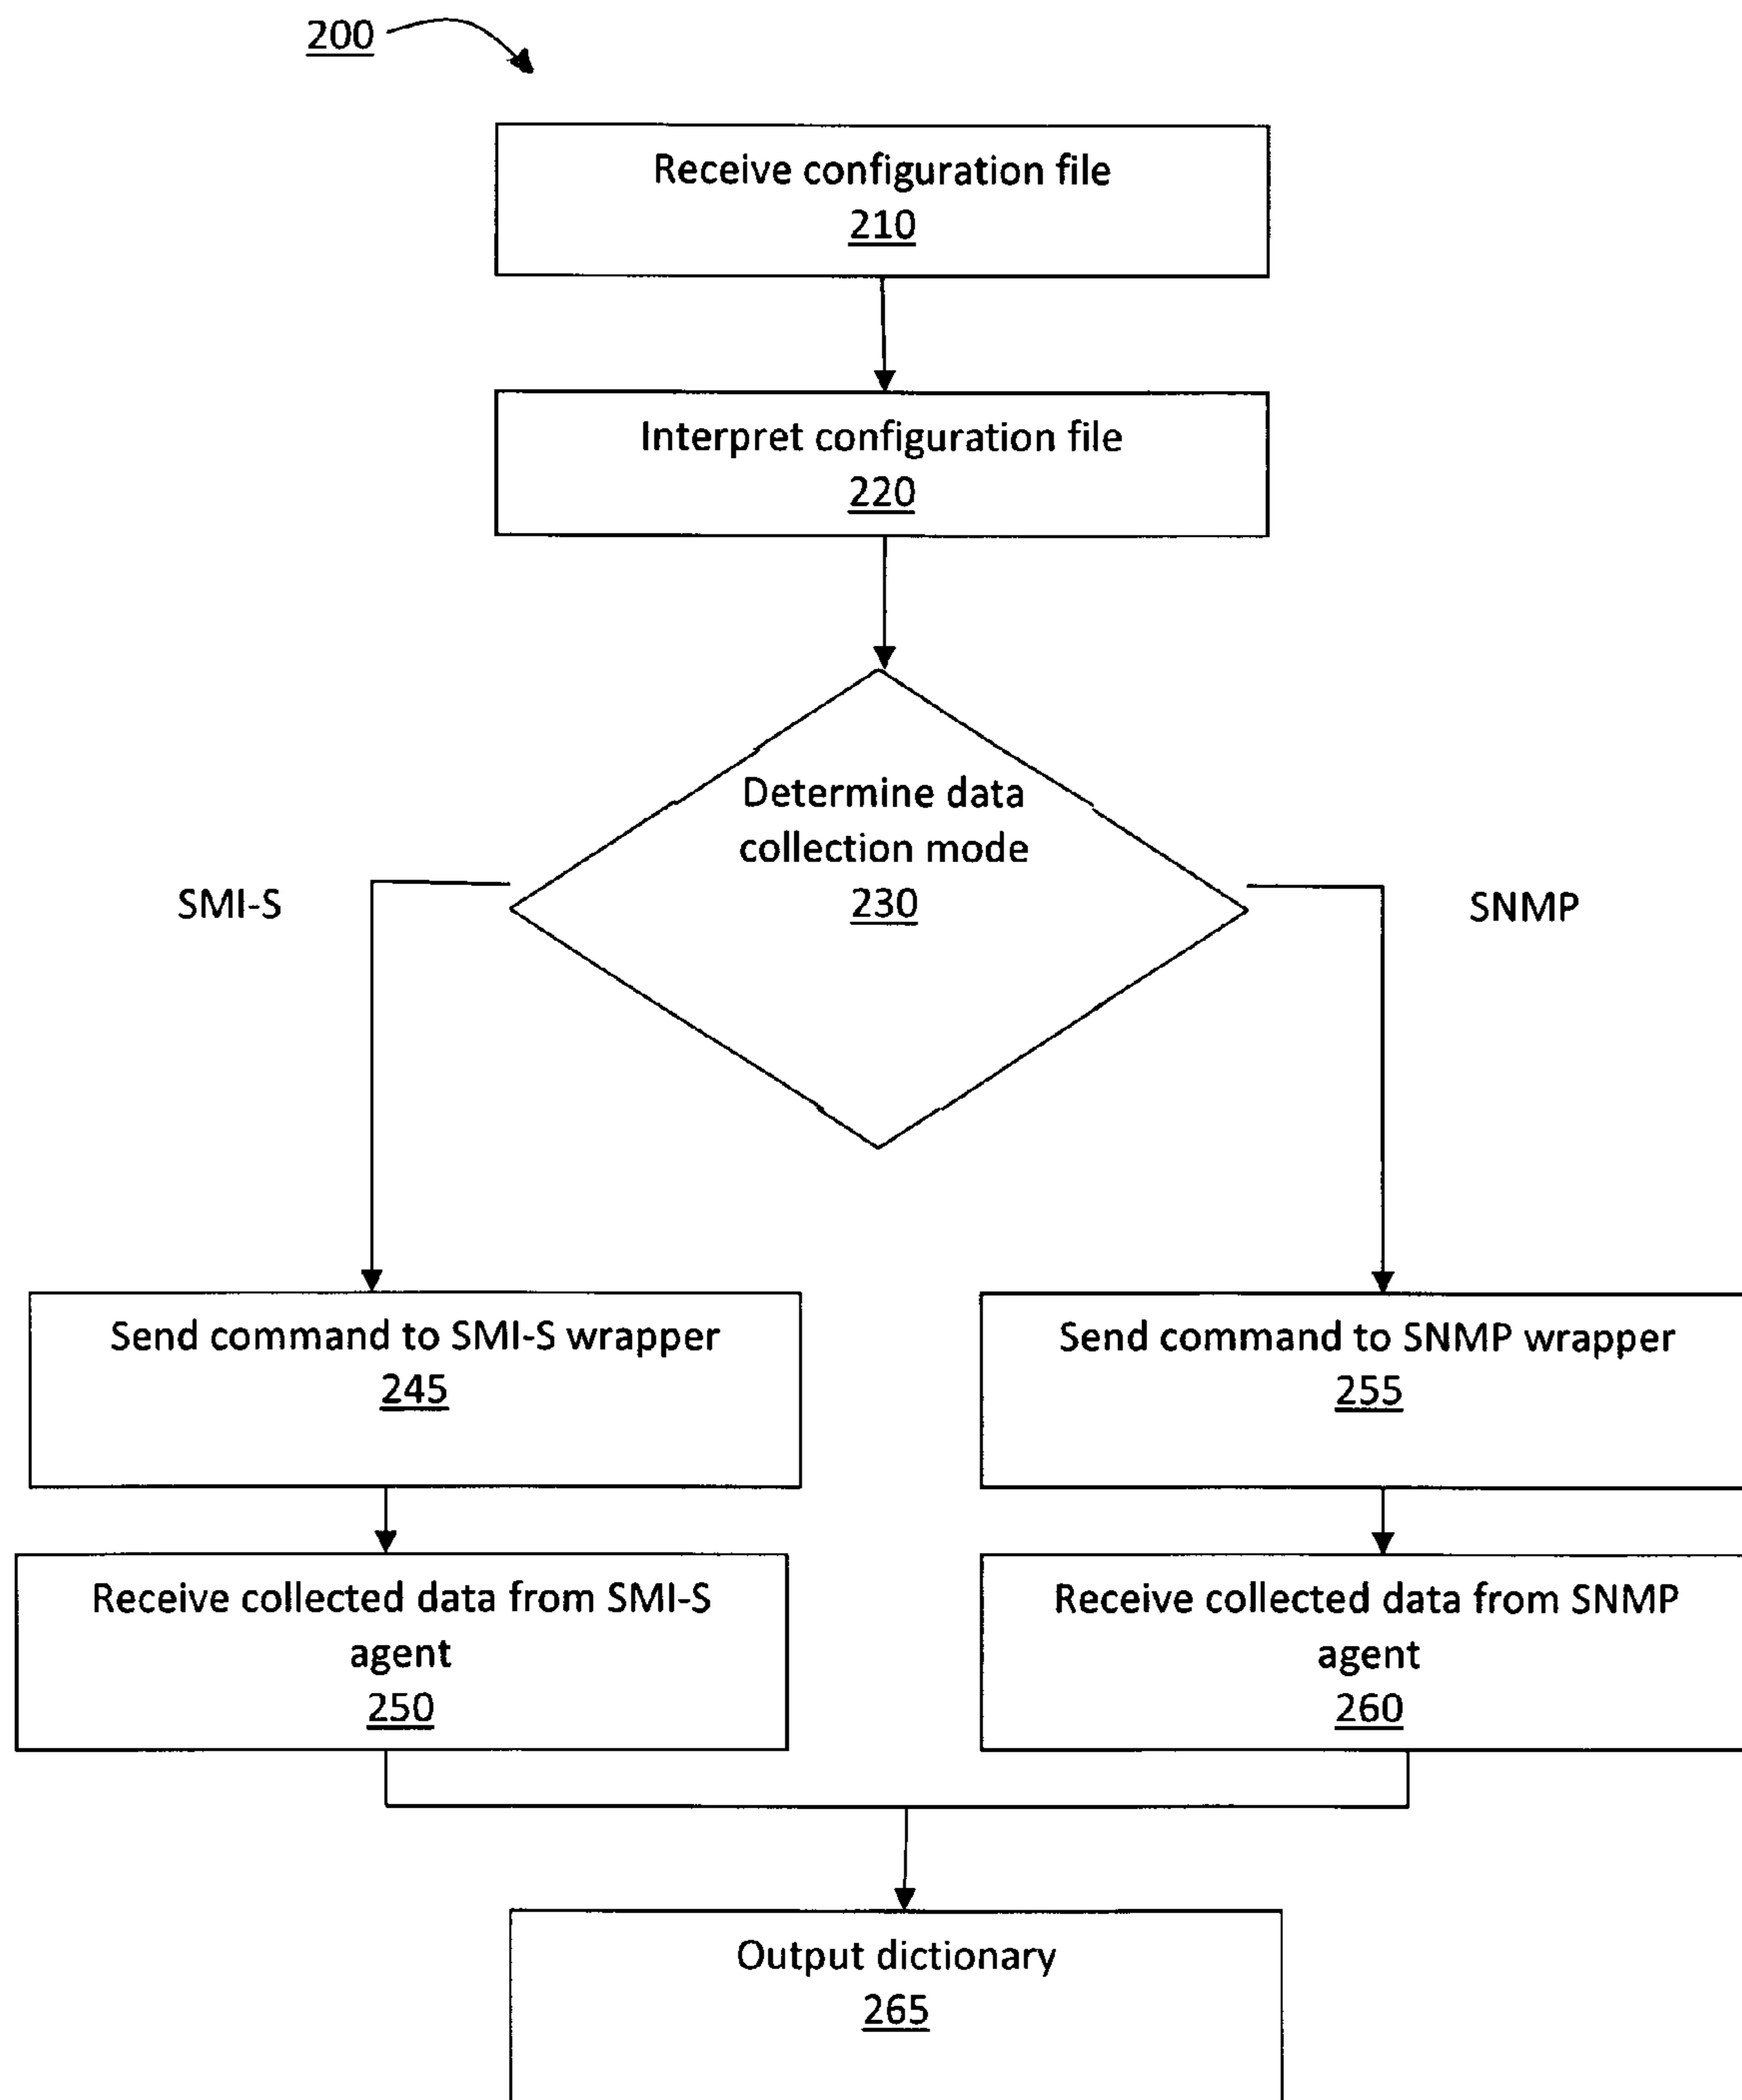 200
Receive configuration file
210
Interpret configuration file
220
Determine data
collection mode
230
SMI-S
SNMP
Send command to SMI-S wrapper
245
Send command to SNMP wrapper
255
Receive collected data from SMI-S
agent
250
Receive collected data from SNMP
agent
260
Output dictionary
265